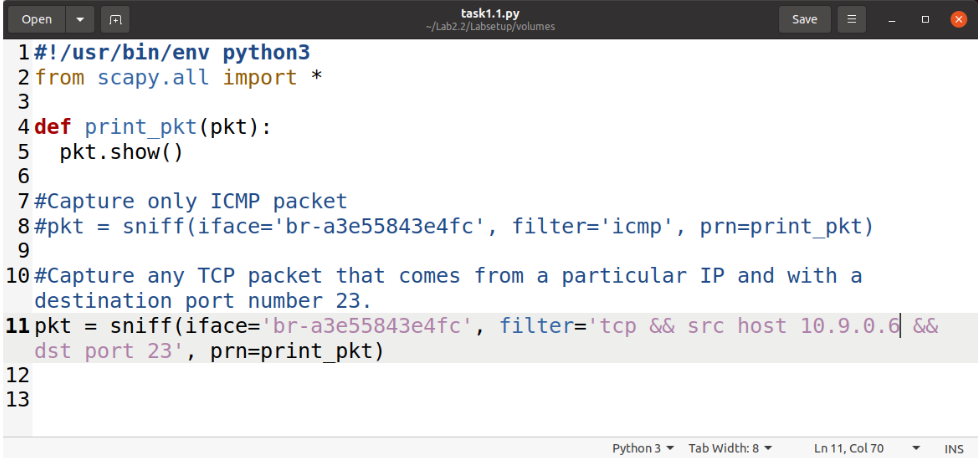 Open
task1.1.py
~/Lab2.2/Labsetup/volumes
Save
1 #!/usr/bin/env python3
2 from scapy.all import *
3
4 def print_pkt(pkt):
5   pkt.show()
6
7 #Capture only ICMP packet
8 #pkt = sniff(iface='br-a3e55843e4fc', filter='icmp', prn=print_pkt)
9
10 #Capture any TCP packet that comes from a particular IP and with a
destination port number 23.
11 pkt = sniff(iface='br-a3e55843e4fc', filter='tcp && src host 10.9.0.6 &&
dst port 23', prn=print_pkt)
12
13
Python 3 Tab Width: 8 Ln 11, Col 70 INS